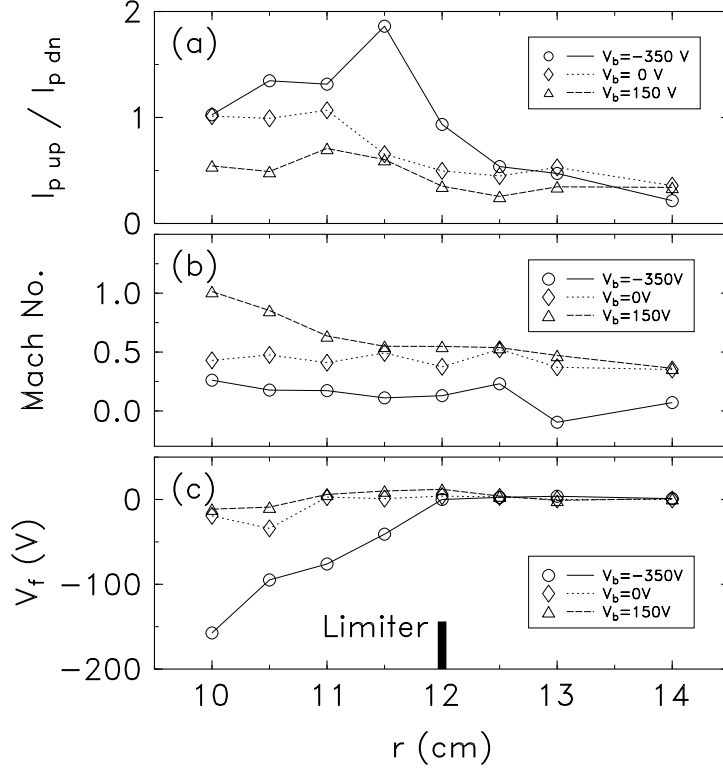 (a)
I_p up / I_p dn
2
1
0
V_b=−350 V
V_b= 0 V
V_b=150 V
(b)
Mach No.
1.0
0.5
0.0
V_b=−350V
V_b=0V
V_b=150V
(c)
V_f (V)
0
−100
−200
V_b=−350V
V_b=0V
V_b=150V
Limiter
10 11 12 13 14
r (cm)